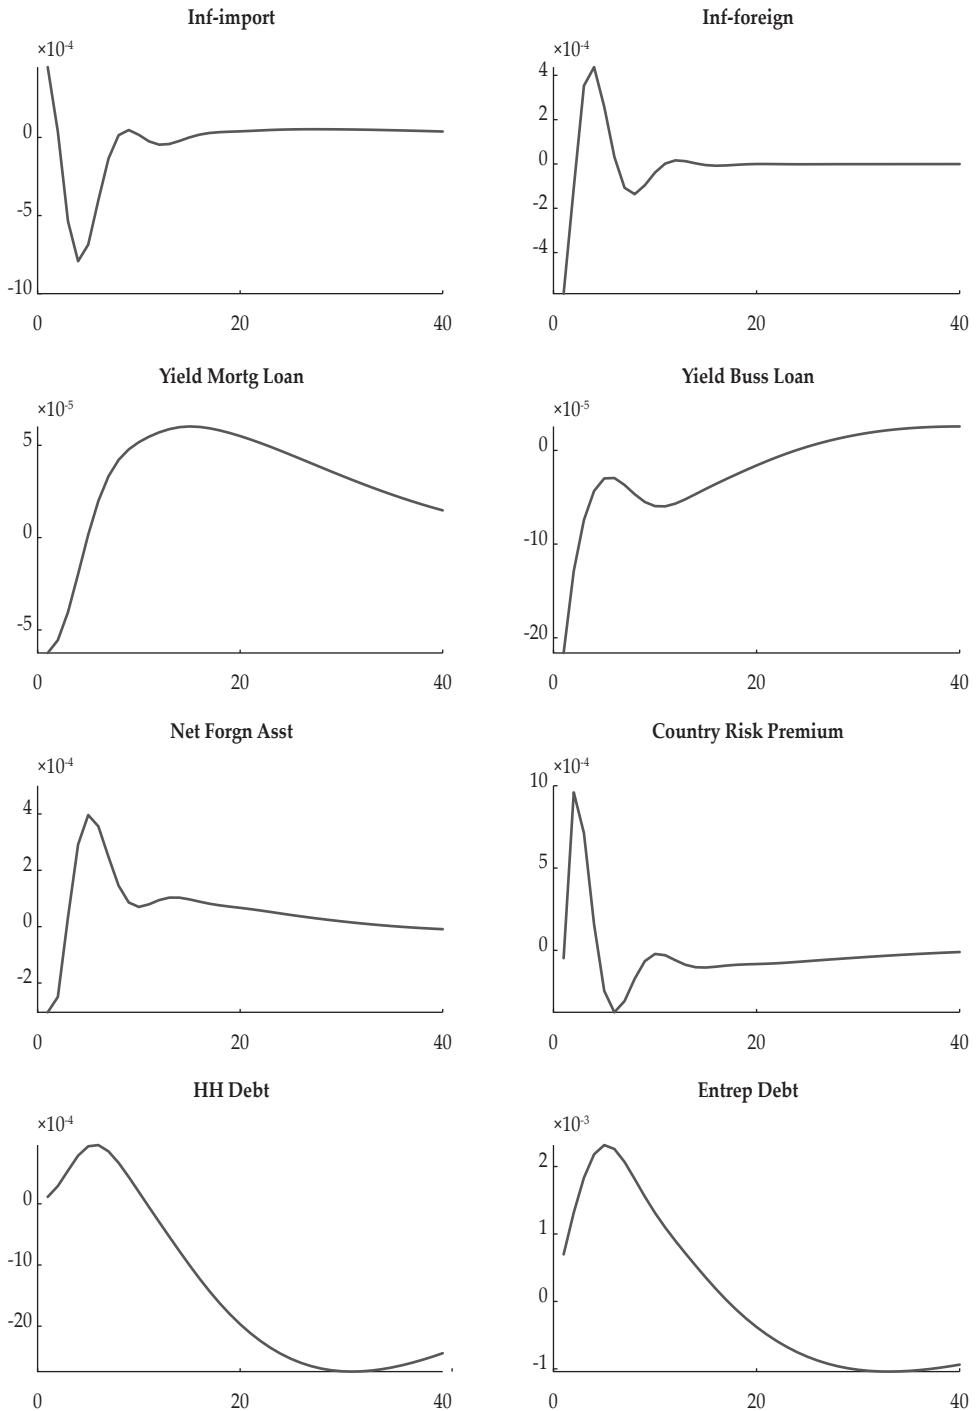 Inf-import
×10-4
0
-5
-10
0 20 40
Inf-foreign
×10-4
4
2
0
-2
-4
0 20 40
Yield Mortg Loan
×10-5
5
0
-5
0 20 40
Yield Buss Loan
×10-5
0
-10
-20
0 20 40
Net Forgn Asst
×10-4
4
2
0
-2
0 20 40
Country Risk Premium
×10-4
10
5
0
0 20 40
HH Debt
×10-4
0
-10
-20
0 20 40
Entrep Debt
×10-3
2
1
0
-1
0 20 40